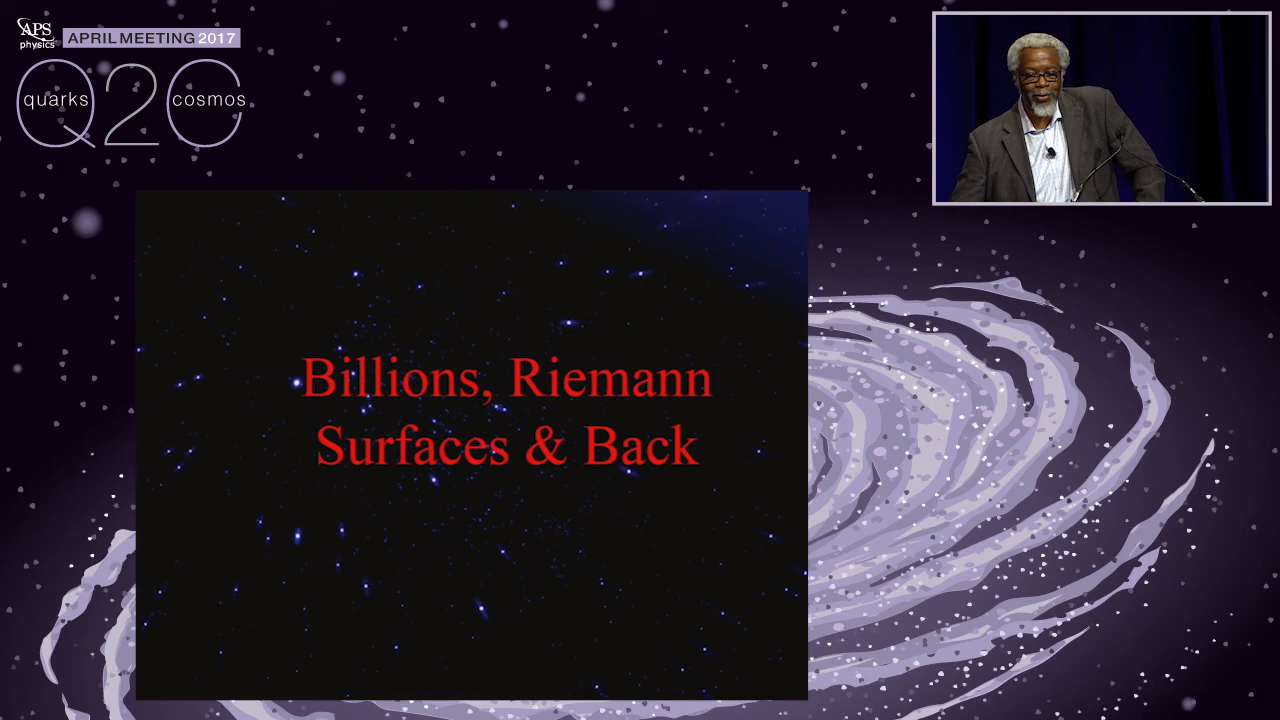 APS
physics
APRIL MEETING 2017
Q2C
quarks
cosmos
Billions, Riemann
Surfaces & Back